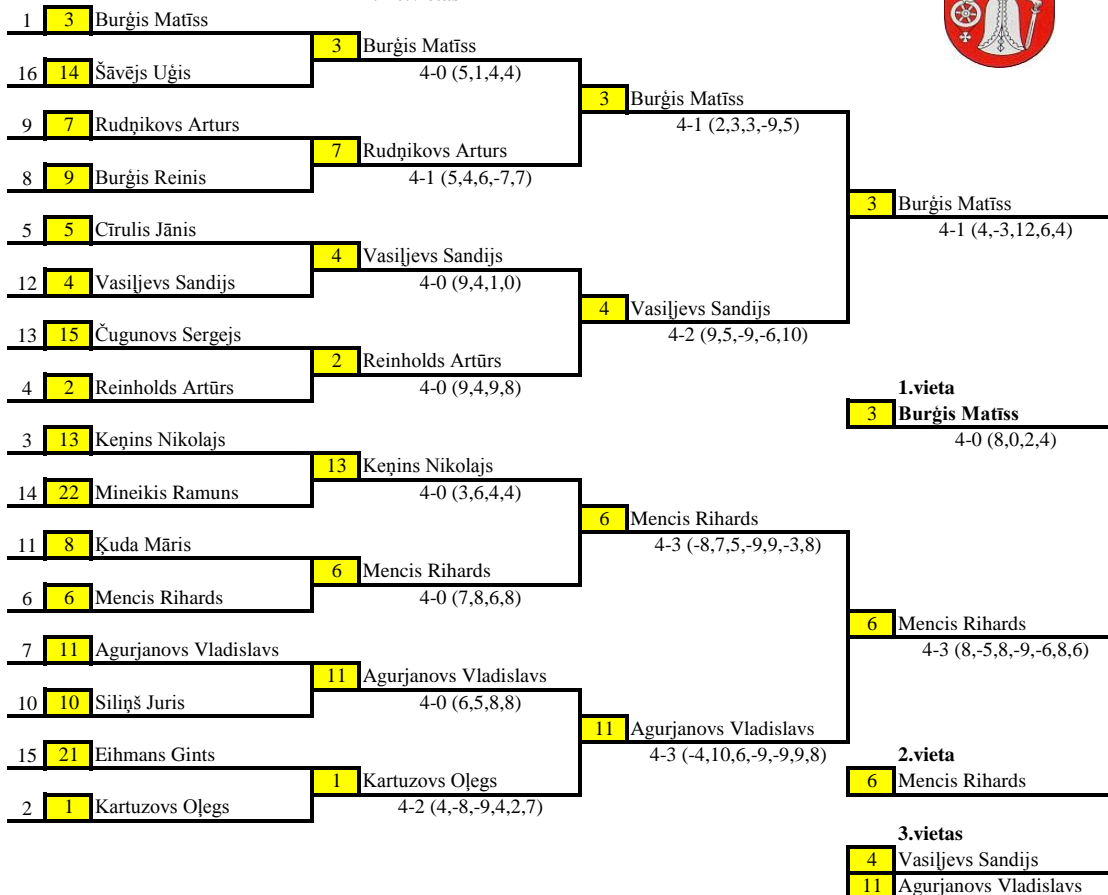 1 3 Burģis Matīss
3 Burģis Matīss
16 14 Šāvējs Uģis
4-0 (5,1,4,4)
3 Burģis Matīss
9 7 Rudņikovs Arturs
4-1 (2,3,3,-9,5)
7 Rudņikovs Arturs
8 9 Burģis Reinis
4-1 (5,4,6,-7,7)
3 Burģis Matīss
5 5 Cīrulis Jānis
4-1 (4,-3,12,6,4)
4 Vasiļjevs Sandijs
12 4 Vasiļjevs Sandijs
4-0 (9,4,1,0)
4 Vasiļjevs Sandijs
13 15 Čugunovs Sergejs
4-2 (9,5,-9,-6,10)
2 Reinholds Artūrs
4 2 Reinholds Artūrs
4-0 (9,4,9,8)
1.vieta
3 Burģis Matīss
3 13 Keņins Nikolajs
4-0 (8,0,2,4)
13 Keņins Nikolajs
14 22 Mineikis Ramuns
4-0 (3,6,4,4)
6 Mencis Rihards
11 8 Ķuda Māris
4-3 (-8,7,5,-9,9,-3,8)
6 Mencis Rihards
6 6 Mencis Rihards
4-0 (7,8,6,8)
6 Mencis Rihards
7 11 Agurjanovs Vladislavs
4-3 (8,-5,8,-9,-6,8,6)
11 Agurjanovs Vladislavs
10 10 Siliņš Juris
4-0 (6,5,8,8)
11 Agurjanovs Vladislavs
15 21 Eihmans Gints
4-3 (-4,10,6,-9,-9,9,8)
2.vieta
1 Kartuzovs Oļegs
6 Mencis Rihards
2 1 Kartuzovs Oļegs
4-2 (4,-8,-9,4,2,7)
3.vietas
4 Vasiļjevs Sandijs
11 Agurjanovs Vladislavs